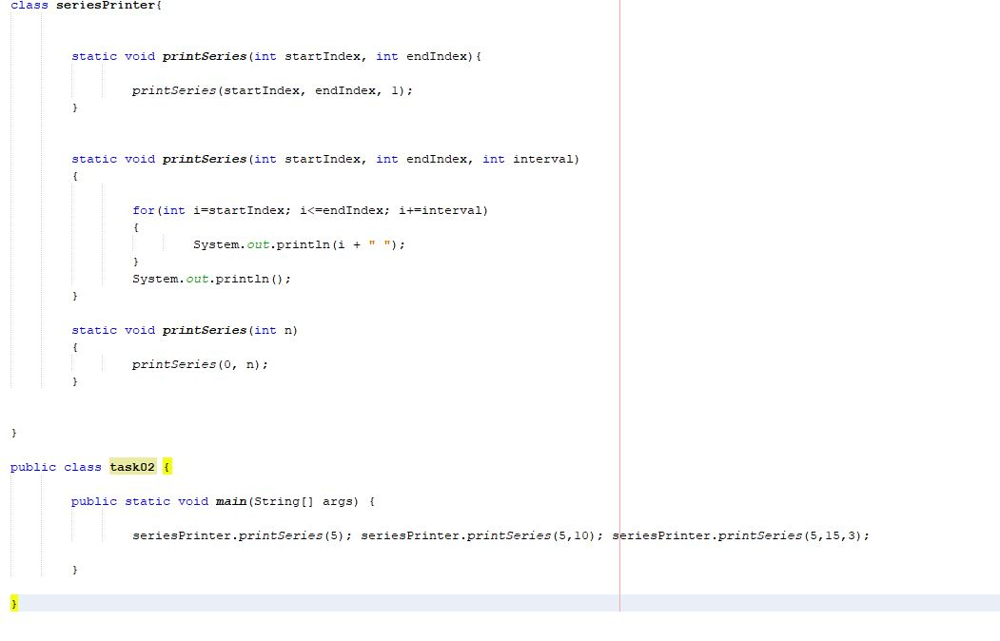 class seriesPrinter{
static void printSeries(int startIndex, int endIndex){
printSeries(startIndex, endIndex, 1);
}
static void printSeries(int startIndex, int endIndex, int interval)
{
for(int i=startIndex; i<=endIndex; i+=interval)
{
System.out.println(i + " ");
}
System.out.println();
}
static void printSeries(int n)
{
printSeries(0, n);
}
}
public class task02 {
public static void main(String[] args) {
seriesPrinter.printSeries(5); seriesPrinter.printSeries(5,10); seriesPrinter.printSeries(5,15,3);
}
}